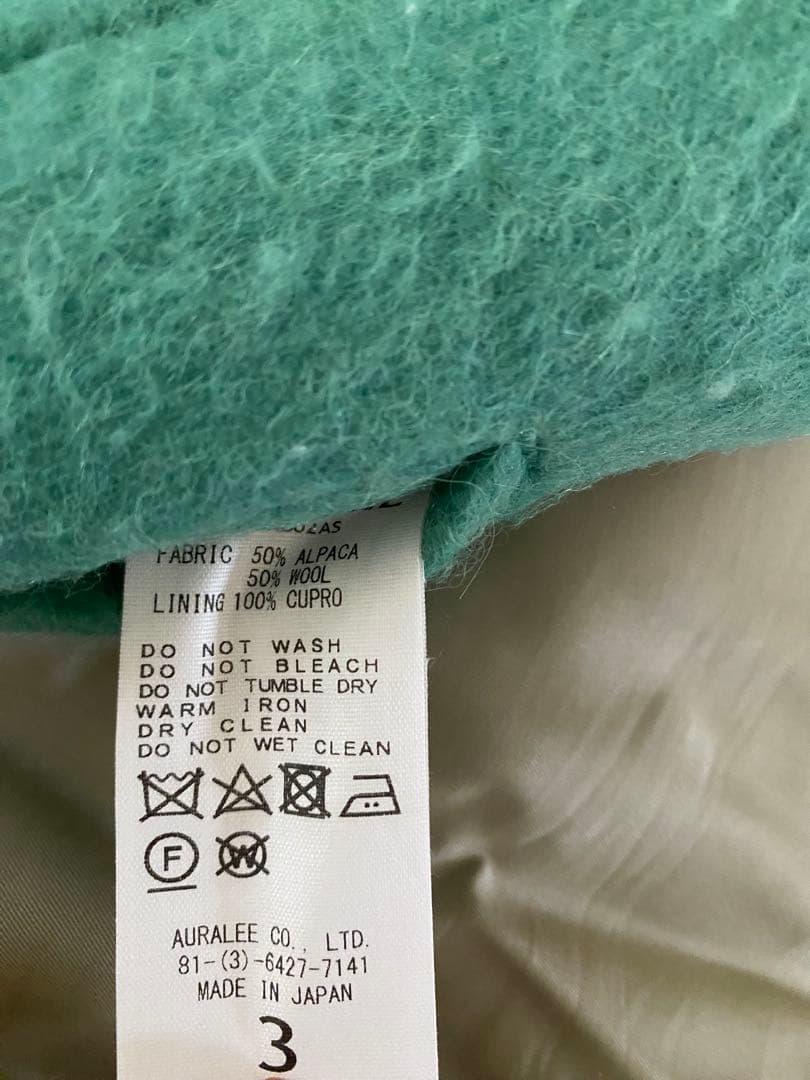 FABRIC 50% ALPACA
50% WOOL
LINING 100% CUPRO
DO NOT WASH
DO NOT BLEACH
DO NOT TUMBLE DRY
WARM IRON
DRY CLEAN
DO NOT WET CLEAN
F W
AURALEE CO., LTD.
81-(3)-6427-7141
MADE IN JAPAN
3